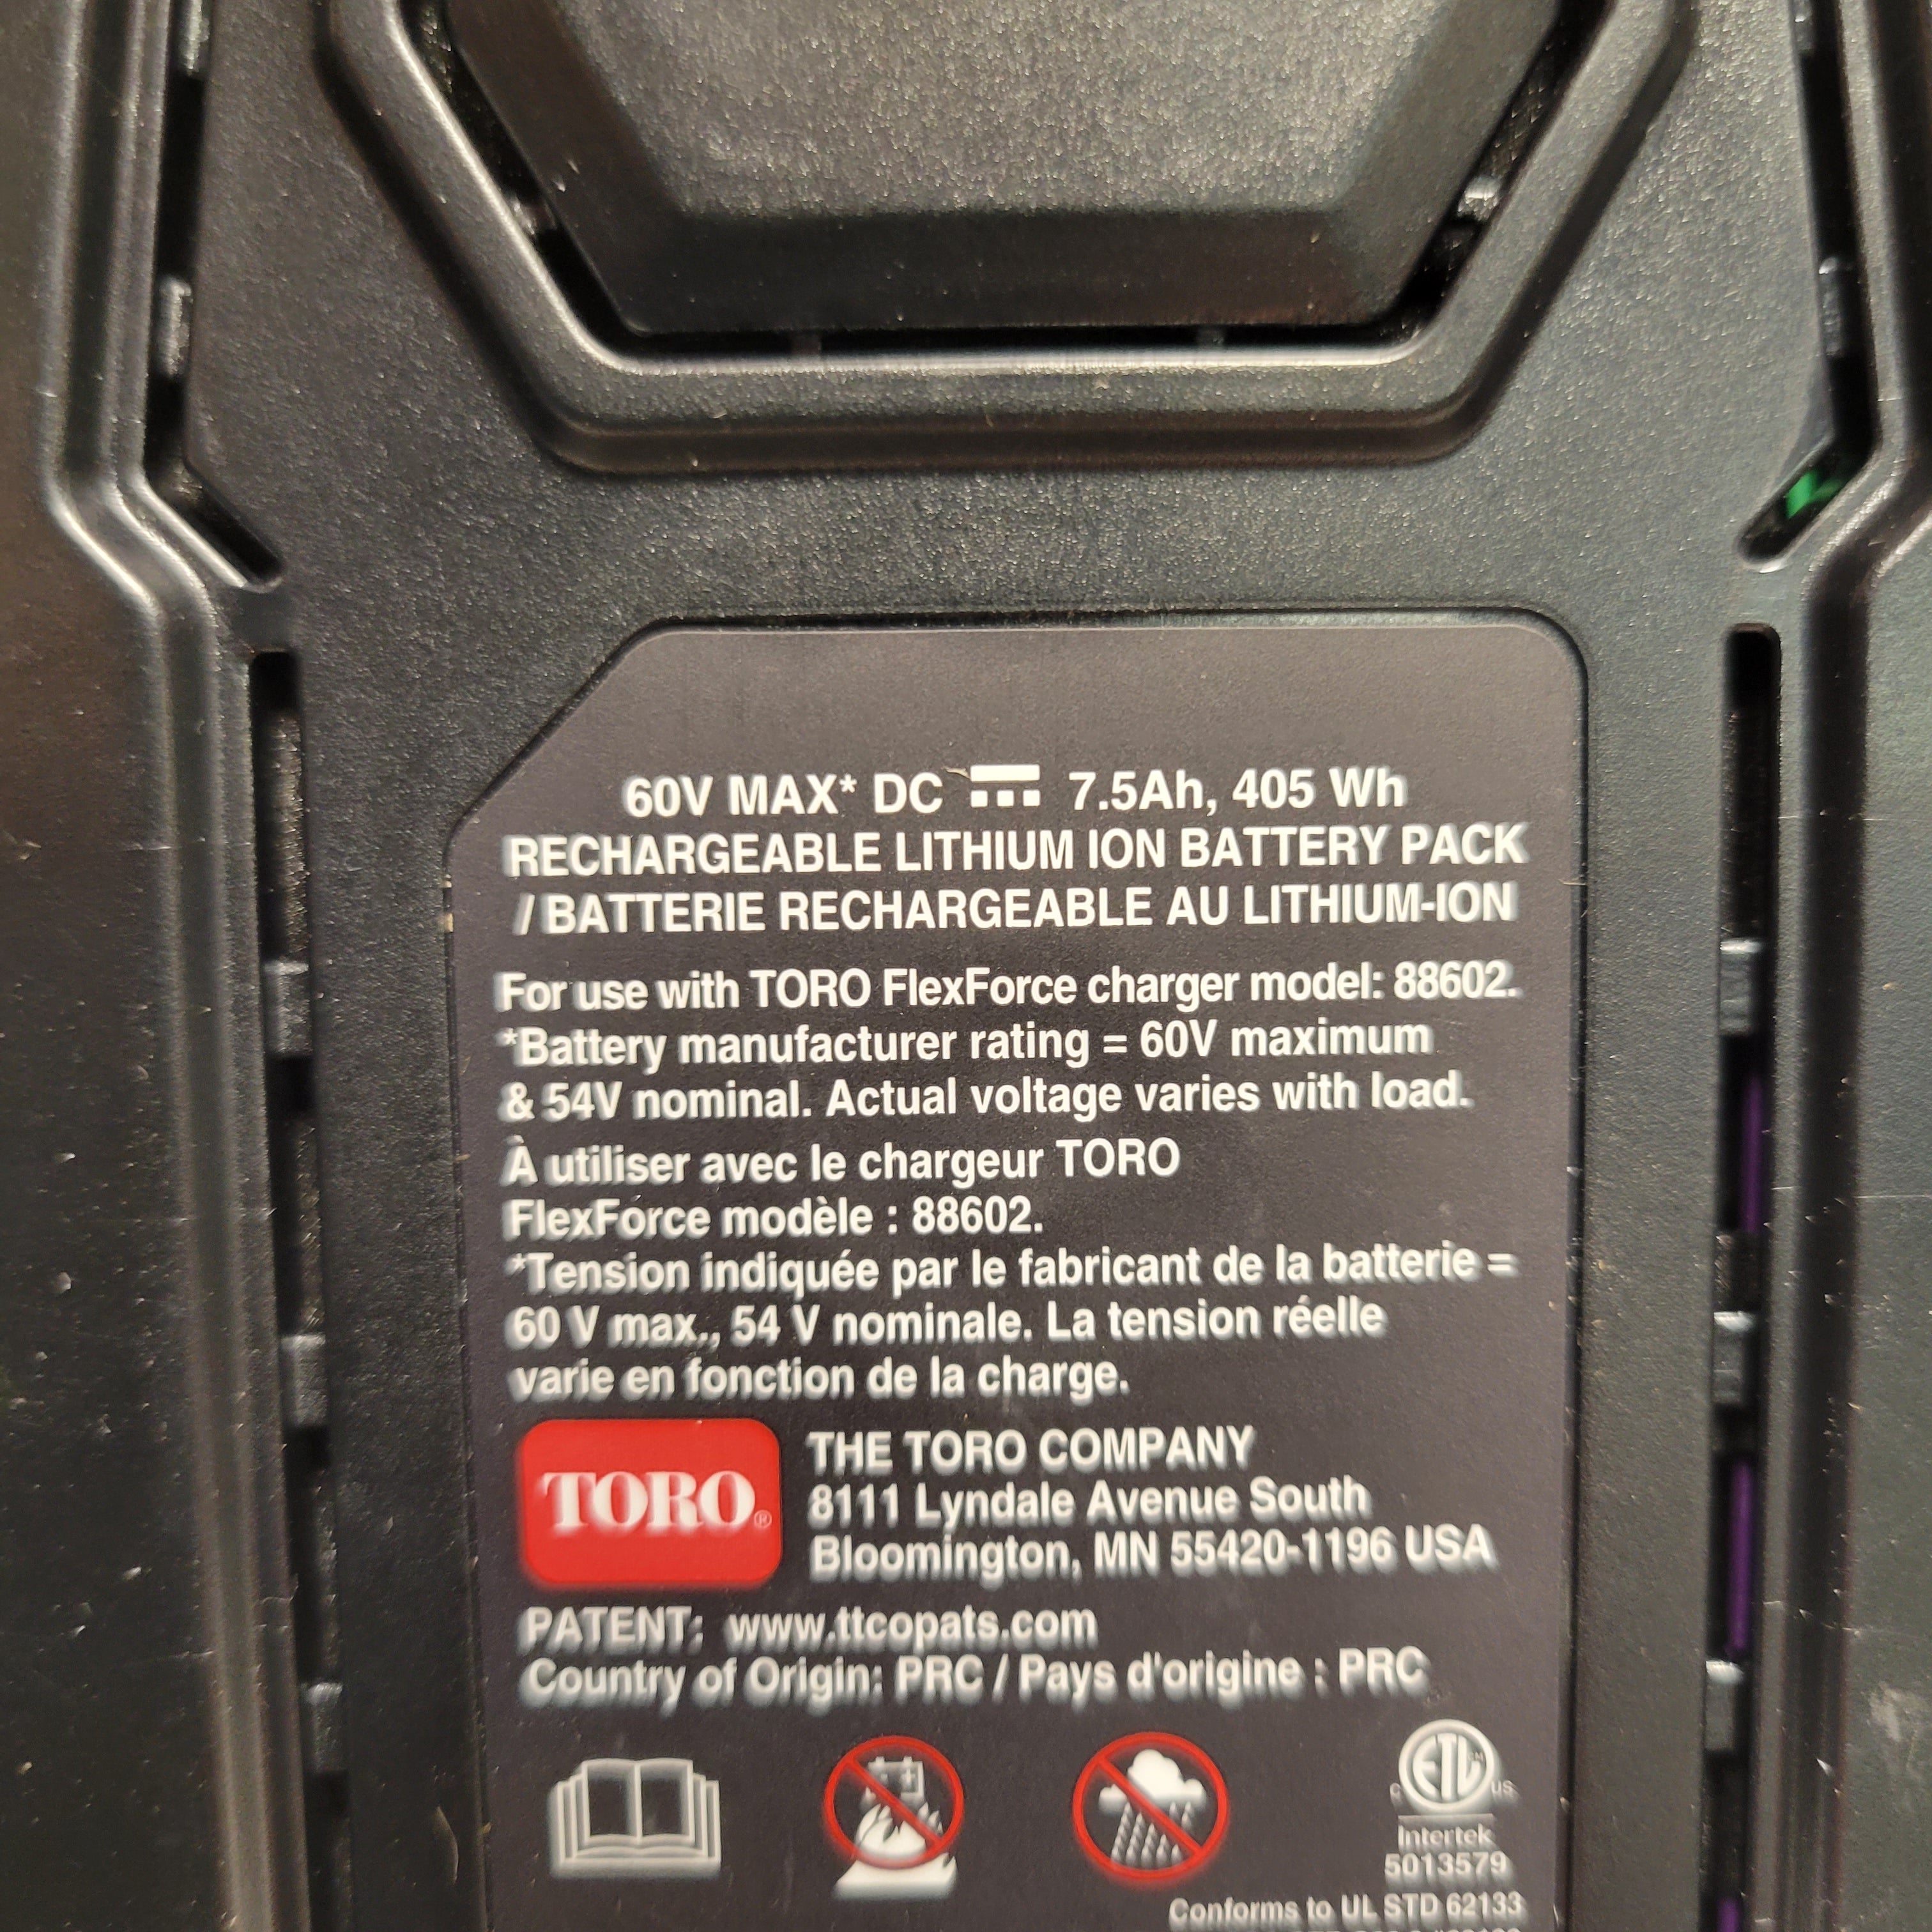 60V MAX* DC ⎓ 7.5Ah, 405 Wh
RECHARGEABLE LITHIUM ION BATTERY PACK
/ BATTERIE RECHARGEABLE AU LITHIUM-ION
For use with TORO FlexForce charger model: 88602.
*Battery manufacturer rating = 60V maximum
& 54V nominal. Actual voltage varies with load.
À utiliser avec le chargeur TORO
FlexForce modèle : 88602.
*Tension indiquée par le fabricant de la batterie =
60 V max., 54 V nominale. La tension réelle
varie en fonction de la charge.
TORO®
THE TORO COMPANY
8111 Lyndale Avenue South
Bloomington, MN 55420-1196 USA
PATENT: www.ttcopats.com
Country of Origin: PRC / Pays d'origine : PRC
c ETL US
Intertek
5013579
Conforms to UL STD 62133